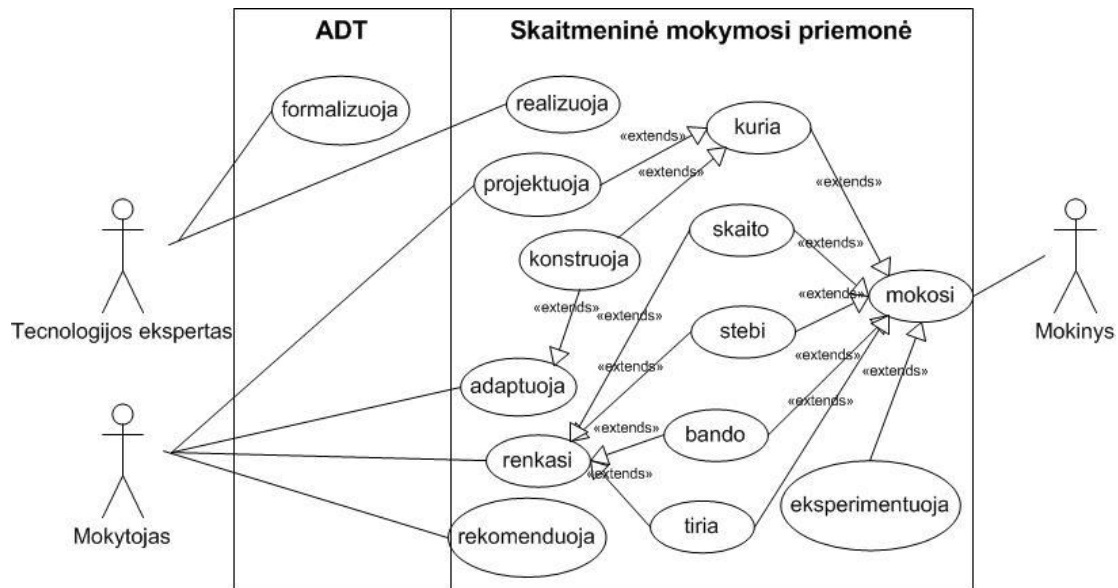 ADT
Skaitmeninė mokymosi priemonė
formalizuoja
realizuoja
«extends»
kuria
projektuoja
«extends»
«extends»
skaito
konstruoja
«extends»
«extends»
mokosi
«extends»
«extends»
stebi
Tecnologijos ekspertas
Mokinys
«extends»
«extends»
«extends»
adaptuoja
«extends»
«extends»
bando
renkasi
«extends»
eksperimentuoja
tiria
Mokytojas
rekomenduoja